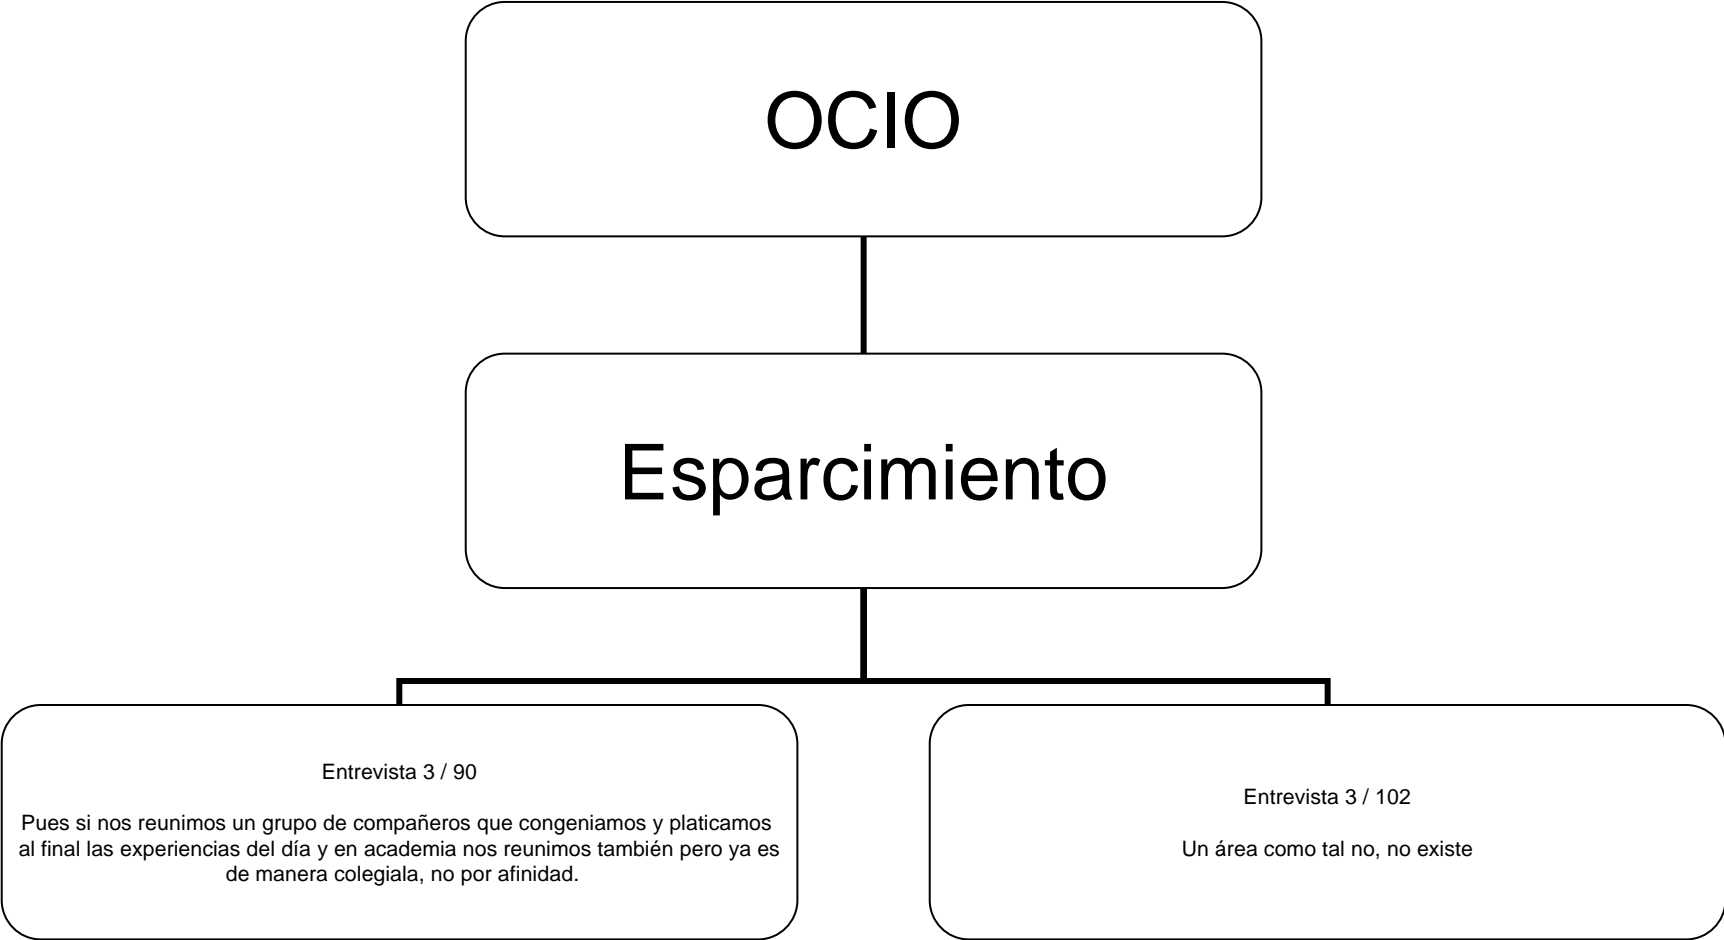 OCIO
Esparcimiento
Entrevista 3 / 90
Pues si nos reunimos un grupo de compañeros que congeniamos y platicamos
al final las experiencias del día y en academia nos reunimos también pero ya es
de manera colegiala, no por afinidad.
Entrevista 3 / 102
Un área como tal no, no existe